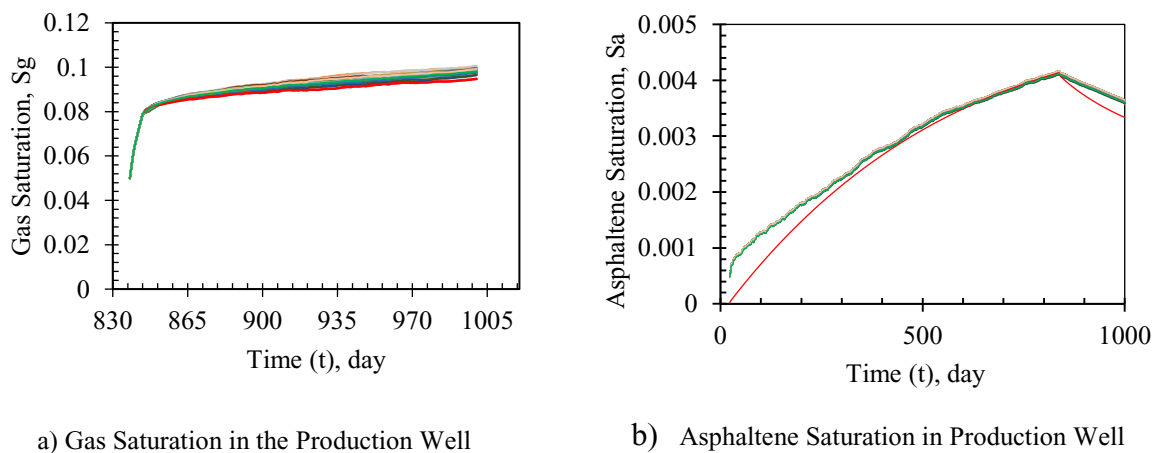 0.12
0.1
0.08
0.06
0.04
0.02
0
Gas Saturation, Sg
830 865 900 935 970 1005
Time (t), day
a) Gas Saturation in the Production Well
0.005
0.004
0.003
0.002
0.001
0
Asphaltene Saturation, Sa
0 500 1000
Time (t), day
b) Asphaltene Saturation in Production Well